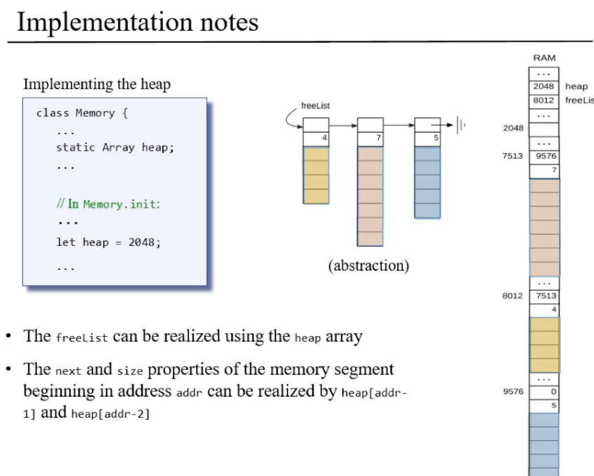 Implementation notes
Implementing the heap
class Memory {
...
static Array heap;
...
// In Memory.init:
...
let heap = 2048;
...
freeList
4
7
5
(abstraction)
• The freeList can be realized using the heap array
• The next and size properties of the memory segment
beginning in address addr can be realized by heap[addr-
1] and heap[addr-2]
RAM
...
2048 heap
8012 freeLis
...
2048
...
7513 9576
7
...
8012 7513
4
...
9576 0
5